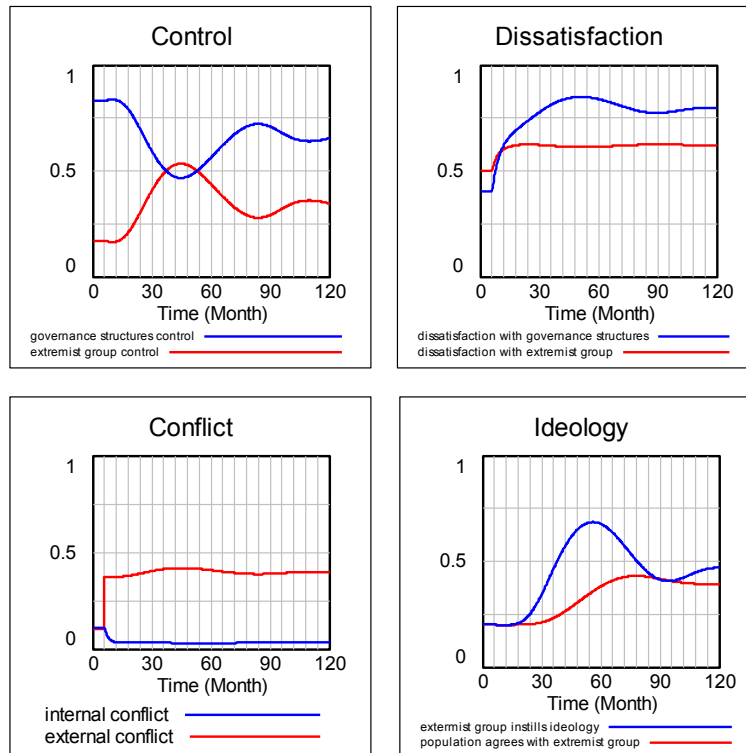 Control
1
0.5
0
0 30 60 90 120
Time (Month)
governance structures control
extremist group control
Dissatisfaction
1
0.5
0
0 30 60 90 120
Time (Month)
dissatisfaction with governance structures
dissatisfaction with extremist group
Conflict
1
0.5
0
0 30 60 90 120
Time (Month)
internal conflict
external conflict
Ideology
1
0.5
0
0 30 60 90 120
Time (Month)
extermist group instills ideology
population agrees with extremist group